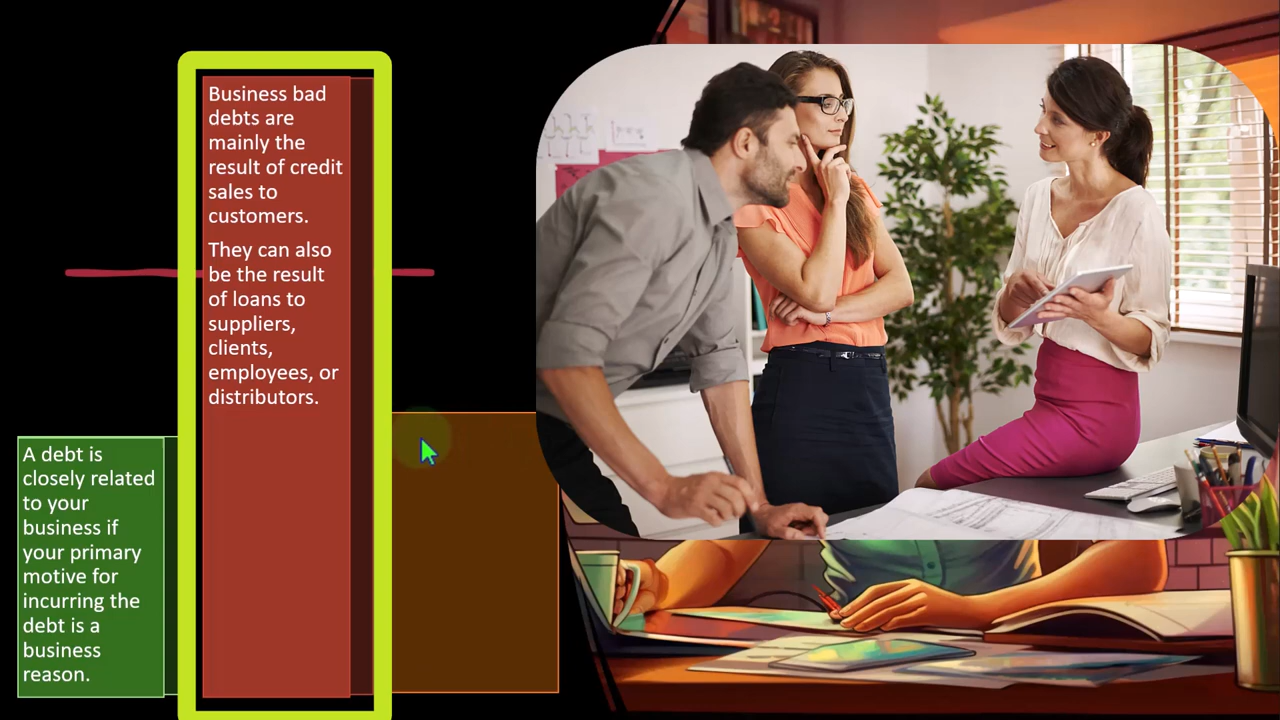 Business bad
debts are
mainly the
result of credit
sales to
customers.
They can also
be the result
of loans to
suppliers,
clients,
employees, or
distributors.
A debt is
closely related
to your
business if
your primary
motive for
incurring the
debt is a
business
reason.